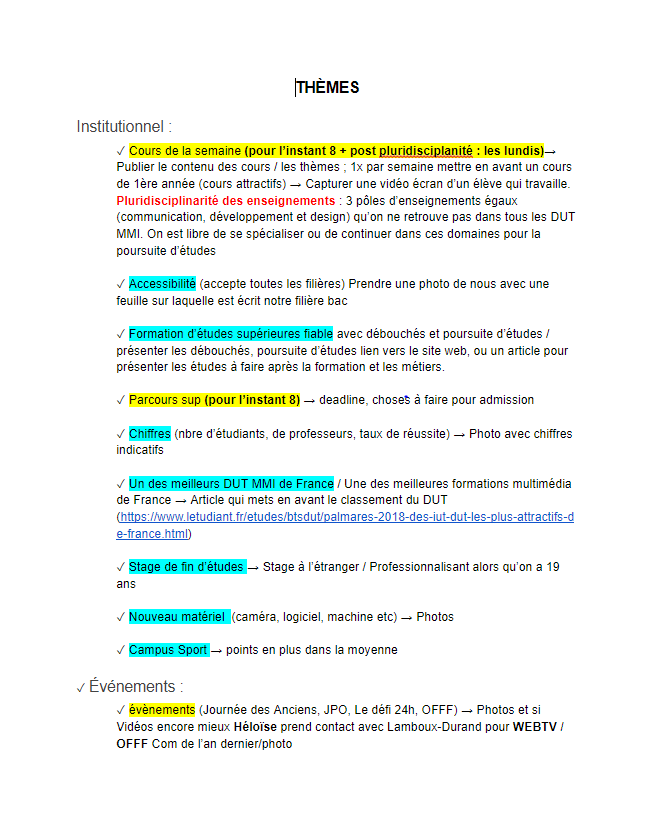 THÈMES
Institutionnel :
✓ Cours de la semaine (pour l'instant 8 + post pluridisciplanité : les lundis)→
Publier le contenu des cours / les thèmes ; 1x par semaine mettre en avant un cours
de 1ère année (cours attractifs) → Capturer une vidéo écran d'un élève qui travaille.
Pluridisciplinarité des enseignements : 3 pôles d'enseignements égaux
(communication, développement et design) qu'on ne retrouve pas dans tous les DUT
MMI. On est libre de se spécialiser ou de continuer dans ces domaines pour la
poursuite d'études
✓ Accessibilité (accepte toutes les filières) Prendre une photo de nous avec une
feuille sur laquelle est écrit notre filière bac
✓ Formation d'études supérieures fiable avec débouchés et poursuite d'études /
présenter les débouchés, poursuite d'études lien vers le site web, ou un article pour
présenter les études à faire après la formation et les métiers.
✓ Parcours sup (pour l'instant 8) → deadline, choses à faire pour admission
✓ Chiffres (nbre d'étudiants, de professeurs, taux de réussite) → Photo avec chiffres
indicatifs
✓ Un des meilleurs DUT MMI de France / Une des meilleures formations multimédia
de France → Article qui mets en avant le classement du DUT
(https://www.letudiant.fr/etudes/btsdut/palmares-2018-des-iut-dut-les-plus-attractifs-d
e-france.html)
✓ Stage de fin d'études → Stage à l'étranger / Professionnalisant alors qu'on a 19
ans
✓ Nouveau matériel (caméra, logiciel, machine etc) → Photos
✓ Campus Sport → points en plus dans la moyenne
✓ Événements :
✓ évènements (Journée des Anciens, JPO, Le défi 24h, OFFF) → Photos et si
Vidéos encore mieux Héloïse prend contact avec Lamboux-Durand pour WEBTV /
OFFF Com de l'an dernier/photo